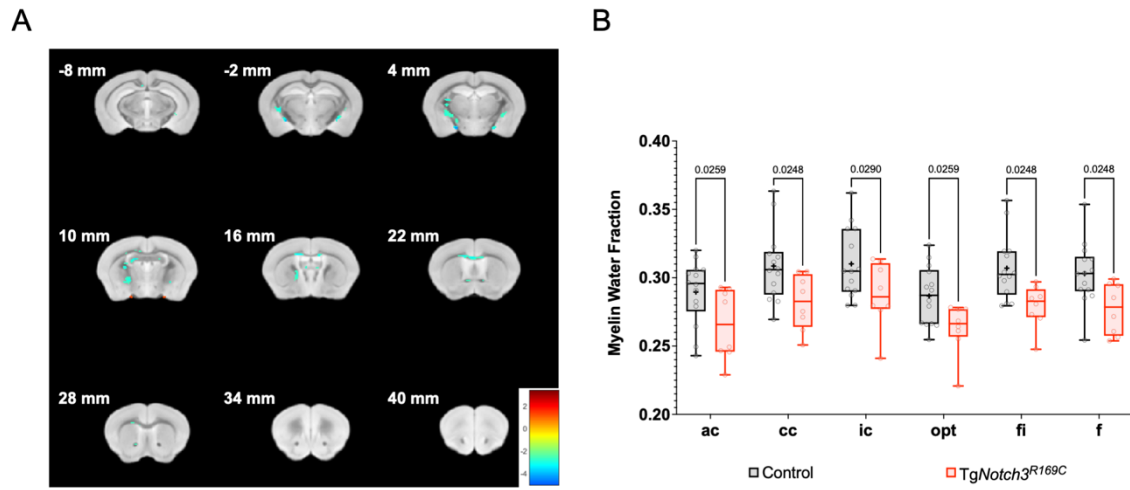 A
B
-8 mm
-2 mm
4 mm
10 mm
16 mm
22 mm
28 mm
34 mm
40 mm
2
0
-2
-4
Myelin Water Fraction
0.40
0.35
0.30
0.25
0.20
0.0259
0.0248
0.0290
0.0259
0.0248
0.0248
ac
cc
ic
opt
fi
f
Control
TgNotch3R169C